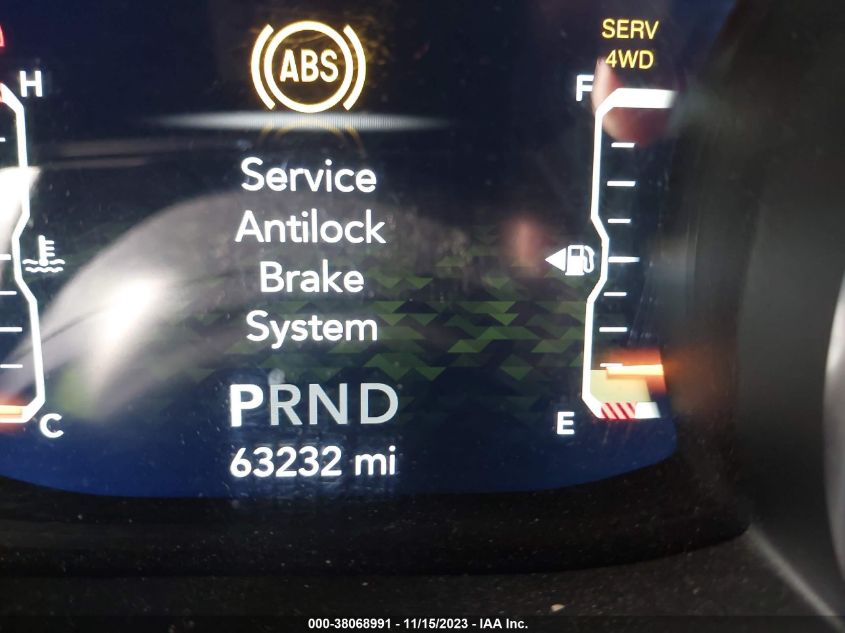 ABS
SERV
4WD
H
F
Service
Antilock
Brake
System
PRND
C
E
63232 mi
000-38068991 - 11/15/2023 - IAA Inc.